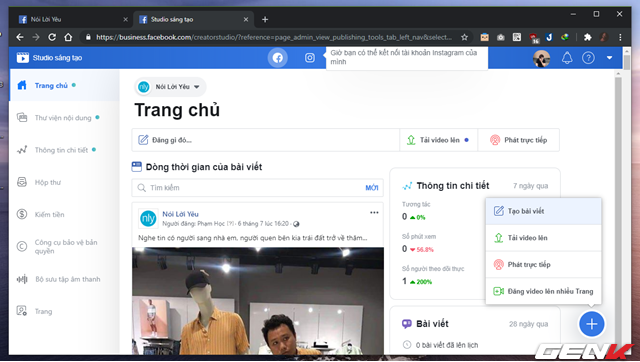 Nói Lời Yêu
Studio sáng tạo
https://business.facebook.com/creatorstudio/?reference=page_admin_view_publishing_tools_tab_left_nav&select...
Studio sáng tạo
Giờ bạn có thể kết nối tài khoản Instagram của
mình
Trang chủ
Thư viện nội dung
Thông tin chi tiết
Hộp thư
Kiếm tiền
Công cụ bảo vệ bản
quyền
Bộ sưu tập âm thanh
Trang
nly
Nói Lời Yêu
Trang chủ
Đăng gì đó...
Tải video lên
Phát trực tiếp
Dòng thời gian của bài viết
Tìm kiếm
MỚI
nly
Nói Lời Yêu
Người đăng: Phạm Học [?] · 6 tháng 7 lúc 16:20 ·
Nghe tin có người sang nhà em, người quen bên kia trái đất trở về thăm...
Thông tin chi tiết
7 ngày qua
Tương tác
0 0%
Số phút xem
0 56.8%
Số người theo dõi thực
1 200%
Bài viết
28 ngày qua
0 bài đã lên lịch
Tạo bài viết
Tải video lên
Phát trực tiếp
Đăng video lên nhiều Trang
GENK